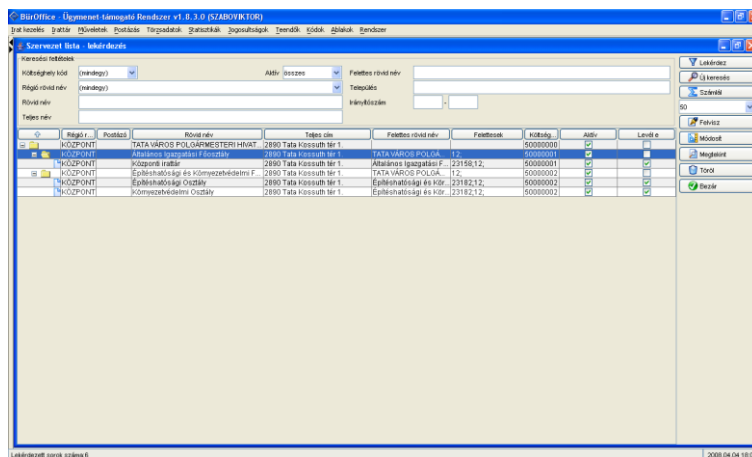 BürOffice - Ügymenet-támogató Rendszer v1.8.3.0 (SZABOVIKTOR)
Irat kezelés Irattár Műveletek Postázás Törzsadatok Statisztikák Jogosultságok Teendők Kódok Ablakok Rendszer
Szervezet lista - lekérdezés
Keresési feltételek
Költséghely kód (mindegy) Aktív összes Felettes rövid név
Régió rövid név (mindegy) Település
Rövid név Irányítószám -
Teljes név
Lekérdez
Új keresés
Számlál
50
Felvisz
Módosít
Megtekint
Töröl
Bezár
Régió r... Postázó Rövid név Teljes cím Felettes rövid név Felettesek Költség... Aktív Levél e
KÖZPONT TATA VÁROS POLGÁRMESTERI HIVAT... 2890 Tata Kossuth tér 1. 50000000
KÖZPONT Általános Igazgatási Főosztály 2890 Tata Kossuth tér 1. TATA VÁROS POLGÁ... 12; 50000001
KÖZPONT Központi irattár 2890 Tata Kossuth tér 1. Általános Igazgatási F... 23158;12; 50000001
KÖZPONT Építéshatósági és Környezetvédelmi F... 2890 Tata Kossuth tér 1. TATA VÁROS POLGÁ... 12; 50000002
KÖZPONT Építéshatósági Osztály 2890 Tata Kossuth tér 1. Építéshatósági és Kör... 23182;12; 50000002
KÖZPONT Környezetvédelmi Osztály 2890 Tata Kossuth tér 1. Építéshatósági és Kör... 23182;12; 50000002
Lekérdezett sorok száma:6
2008.04.04